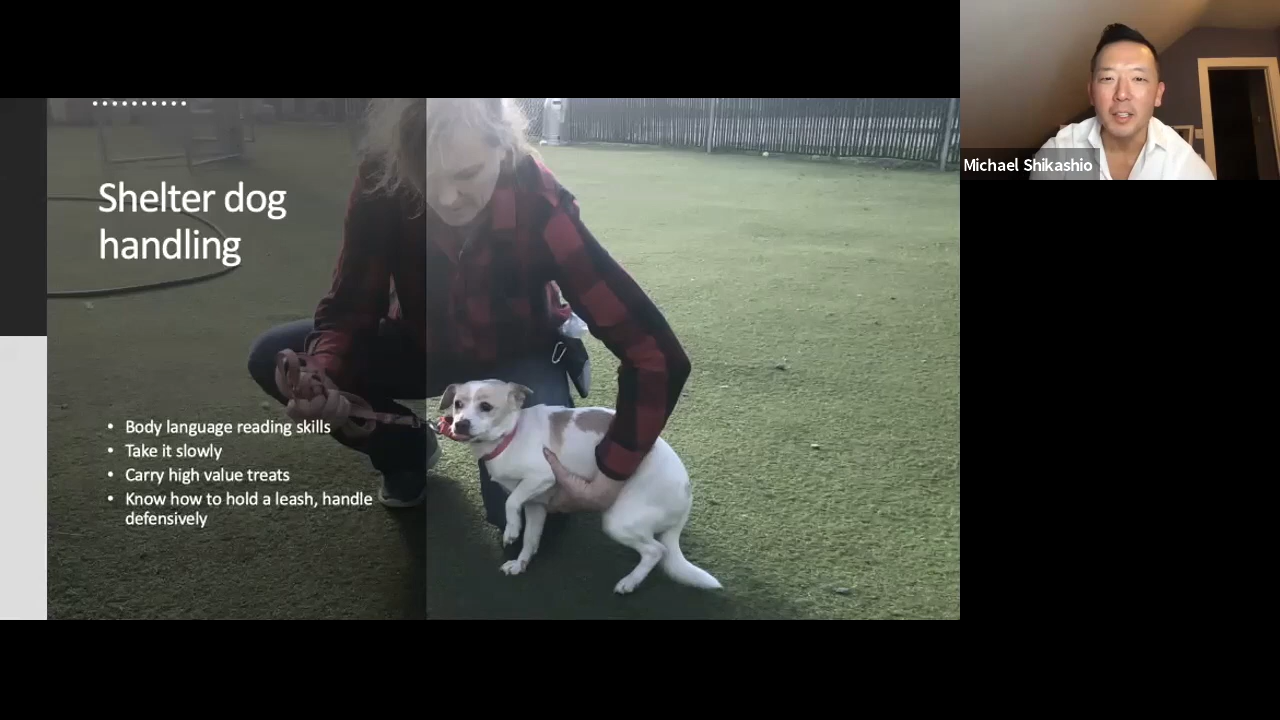 Shelter dog
handling
• Body language reading skills
• Take it slowly
• Carry high value treats
• Know how to hold a leash, handle
defensively
Michael Shikashio